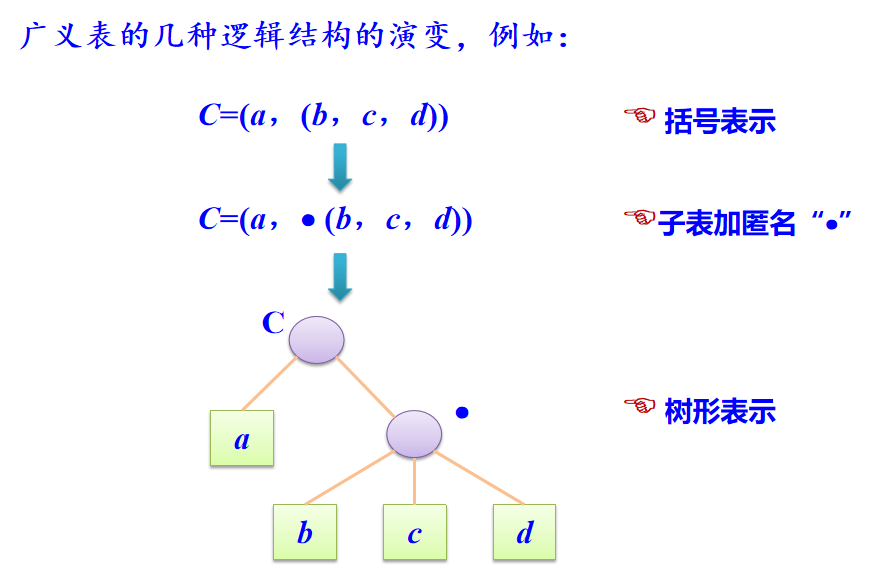 广义表的几种逻辑结构的演变，例如：
C=(a，(b，c，d)) ☜ 括号表示
C=(a，● (b，c，d)) ☜子表加匿名“●”
C
a
●
☜ 树形表示
b c d